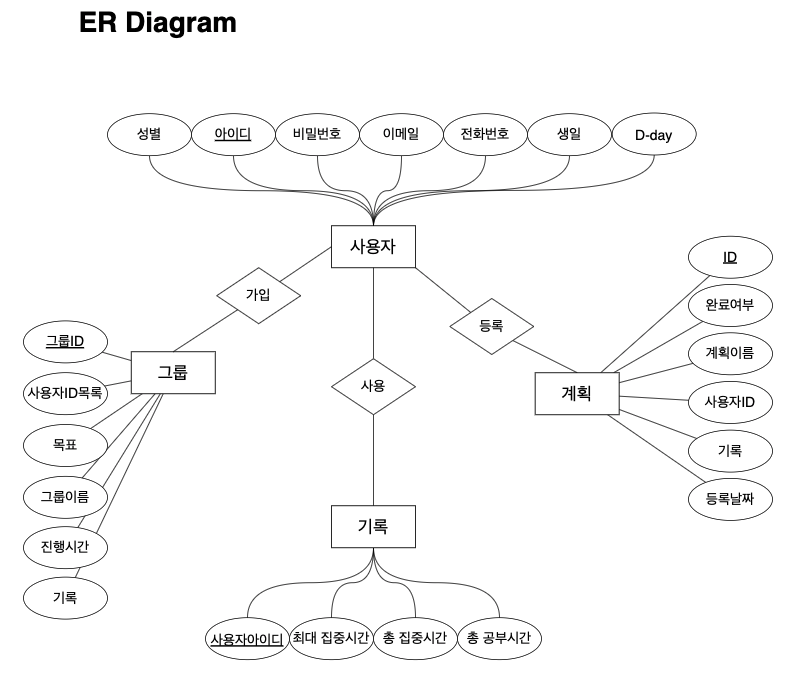 ER Diagram
성별
아이디
비밀번호
이메일
전화번호
생일
D-day
사용자
가입
등록
사용
그룹
그룹ID
사용자ID목록
목표
그룹이름
진행시간
기록
계획
ID
완료여부
계획이름
사용자ID
기록
등록날짜
기록
사용자아이디
최대 집중시간
총 집중시간
총 공부시간